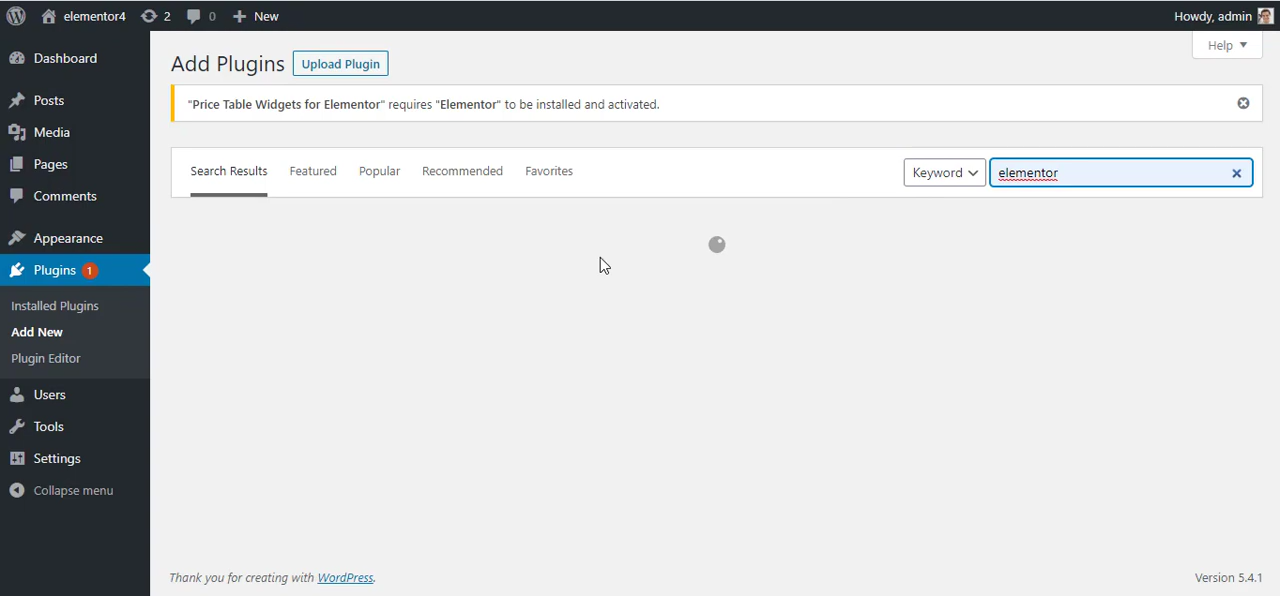 elementor4 2 0 New Howdy, admin
Dashboard
Posts
Media
Pages
Comments
Appearance
Plugins 1
Installed Plugins
Add New
Plugin Editor
Users
Tools
Settings
Collapse menu
Help
Add Plugins Upload Plugin
"Price Table Widgets for Elementor" requires "Elementor" to be installed and activated.
Search Results Featured Popular Recommended Favorites Keyword elementor
Thank you for creating with WordPress. Version 5.4.1